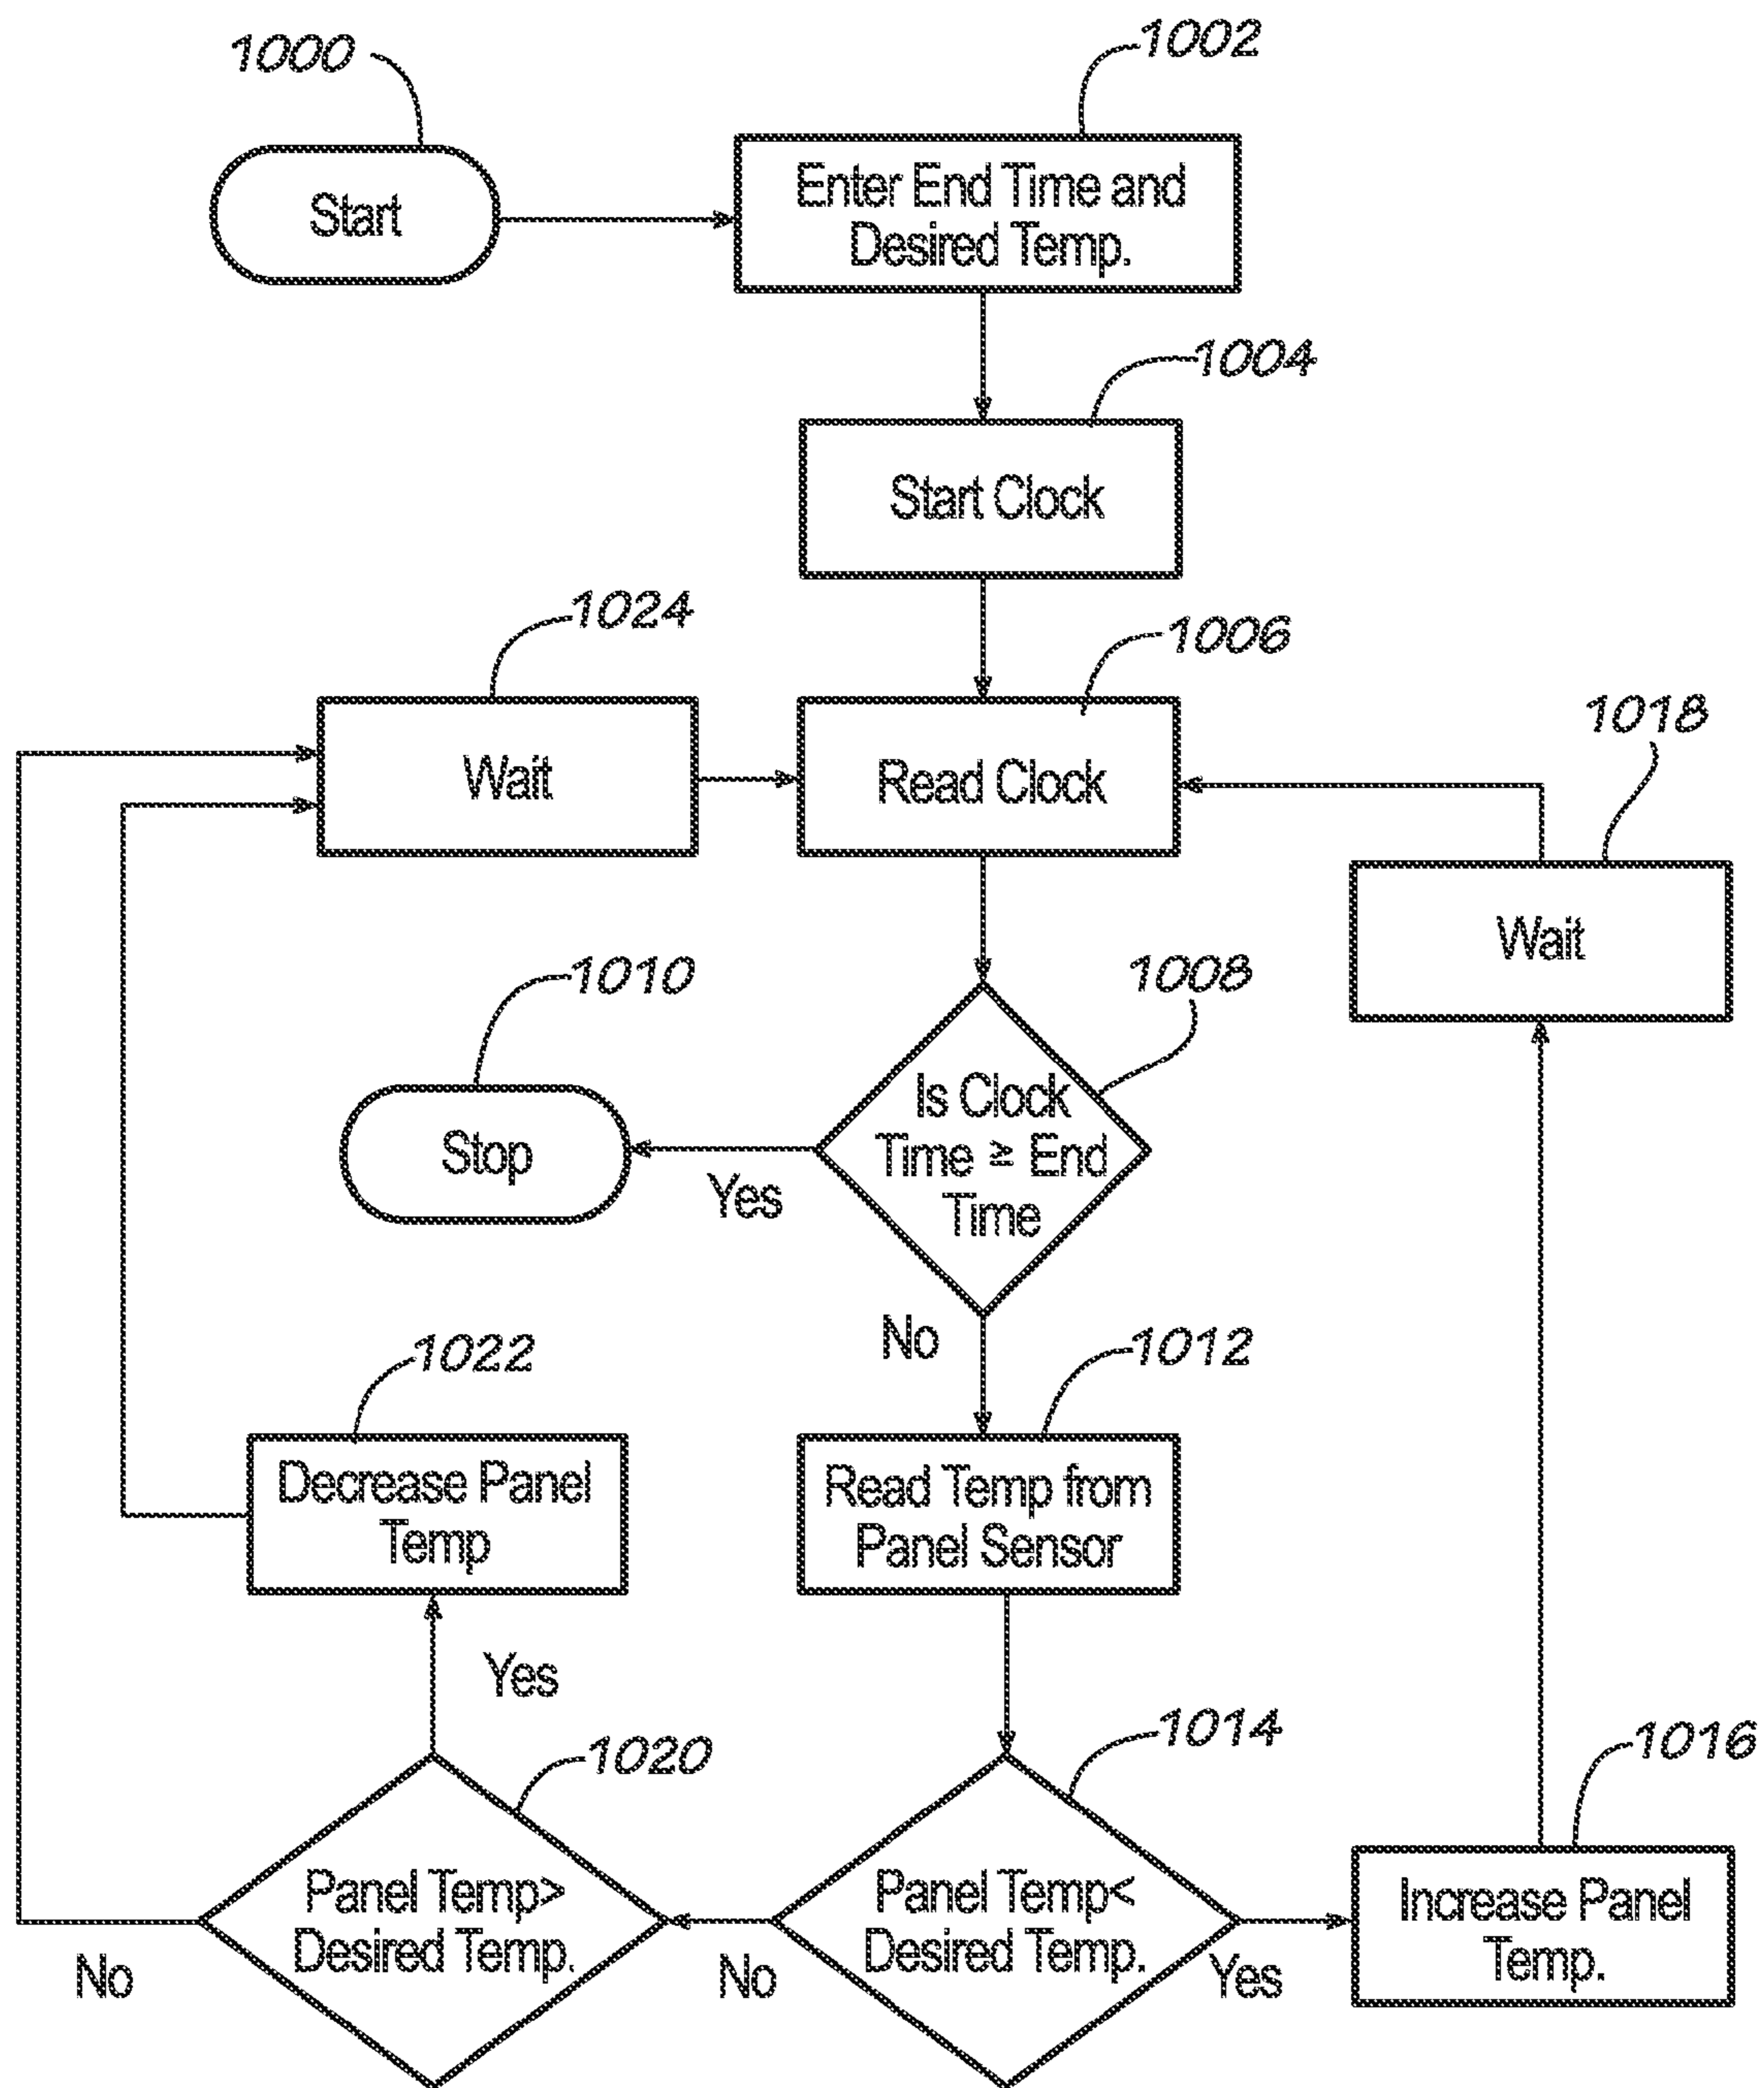 1000
1002
Start
Enter End Time and
Desired Temp.
1004
Start Clock
1024
1006
1018
Wait
Read Clock
Wait
1010
1008
Stop
Is Clock
Time ≥ End
Time
Yes
No
1022
1012
Decrease Panel
Temp
Read Temp from
Panel Sensor
Yes
1020
1014
1016
Panel Temp>
Desired Temp.
Panel Temp<
Desired Temp.
Increase Panel
Temp.
No
No
Yes